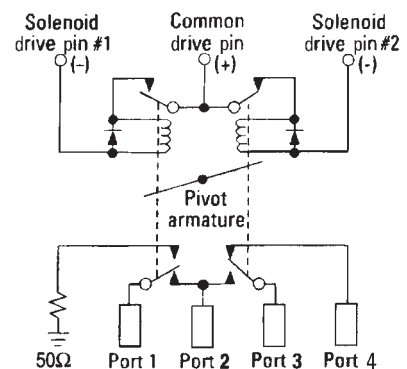 Solenoid drive pin #1 (-)
Common drive pin (+)
Solenoid drive pin #2 (-)
Pivot armature
50Ω
Port 1
Port 2
Port 3
Port 4